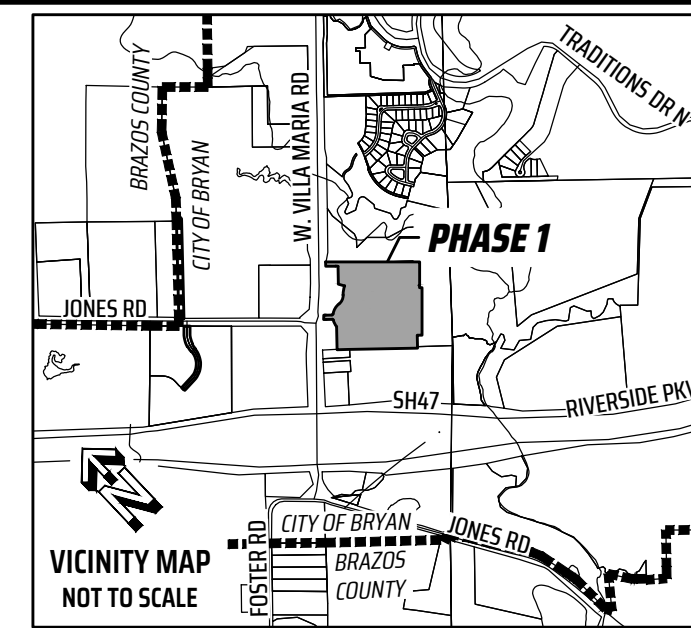 TRADITIONS DR N
BRAZOS COUNTY
CITY OF BRYAN
W. VILLA MARIA RD
PHASE 1
JONES RD
SH47
RIVERSIDE PKW
N
CITY OF BRYAN
JONES RD
VICINITY MAP
NOT TO SCALE
FOSTER RD
BRAZOS
COUNTY